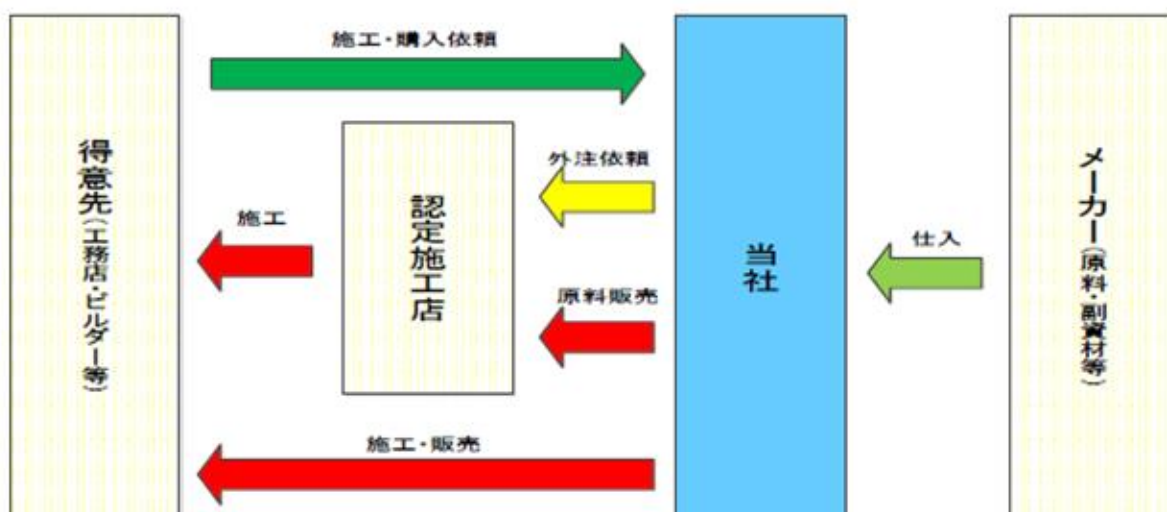 施工・購入依頼
得意先(工務店・ビルダー等)
認定施工店
外注依頼
施工
原料販売
施工・販売
当社
仕入
メーカー(原料・副資材等)